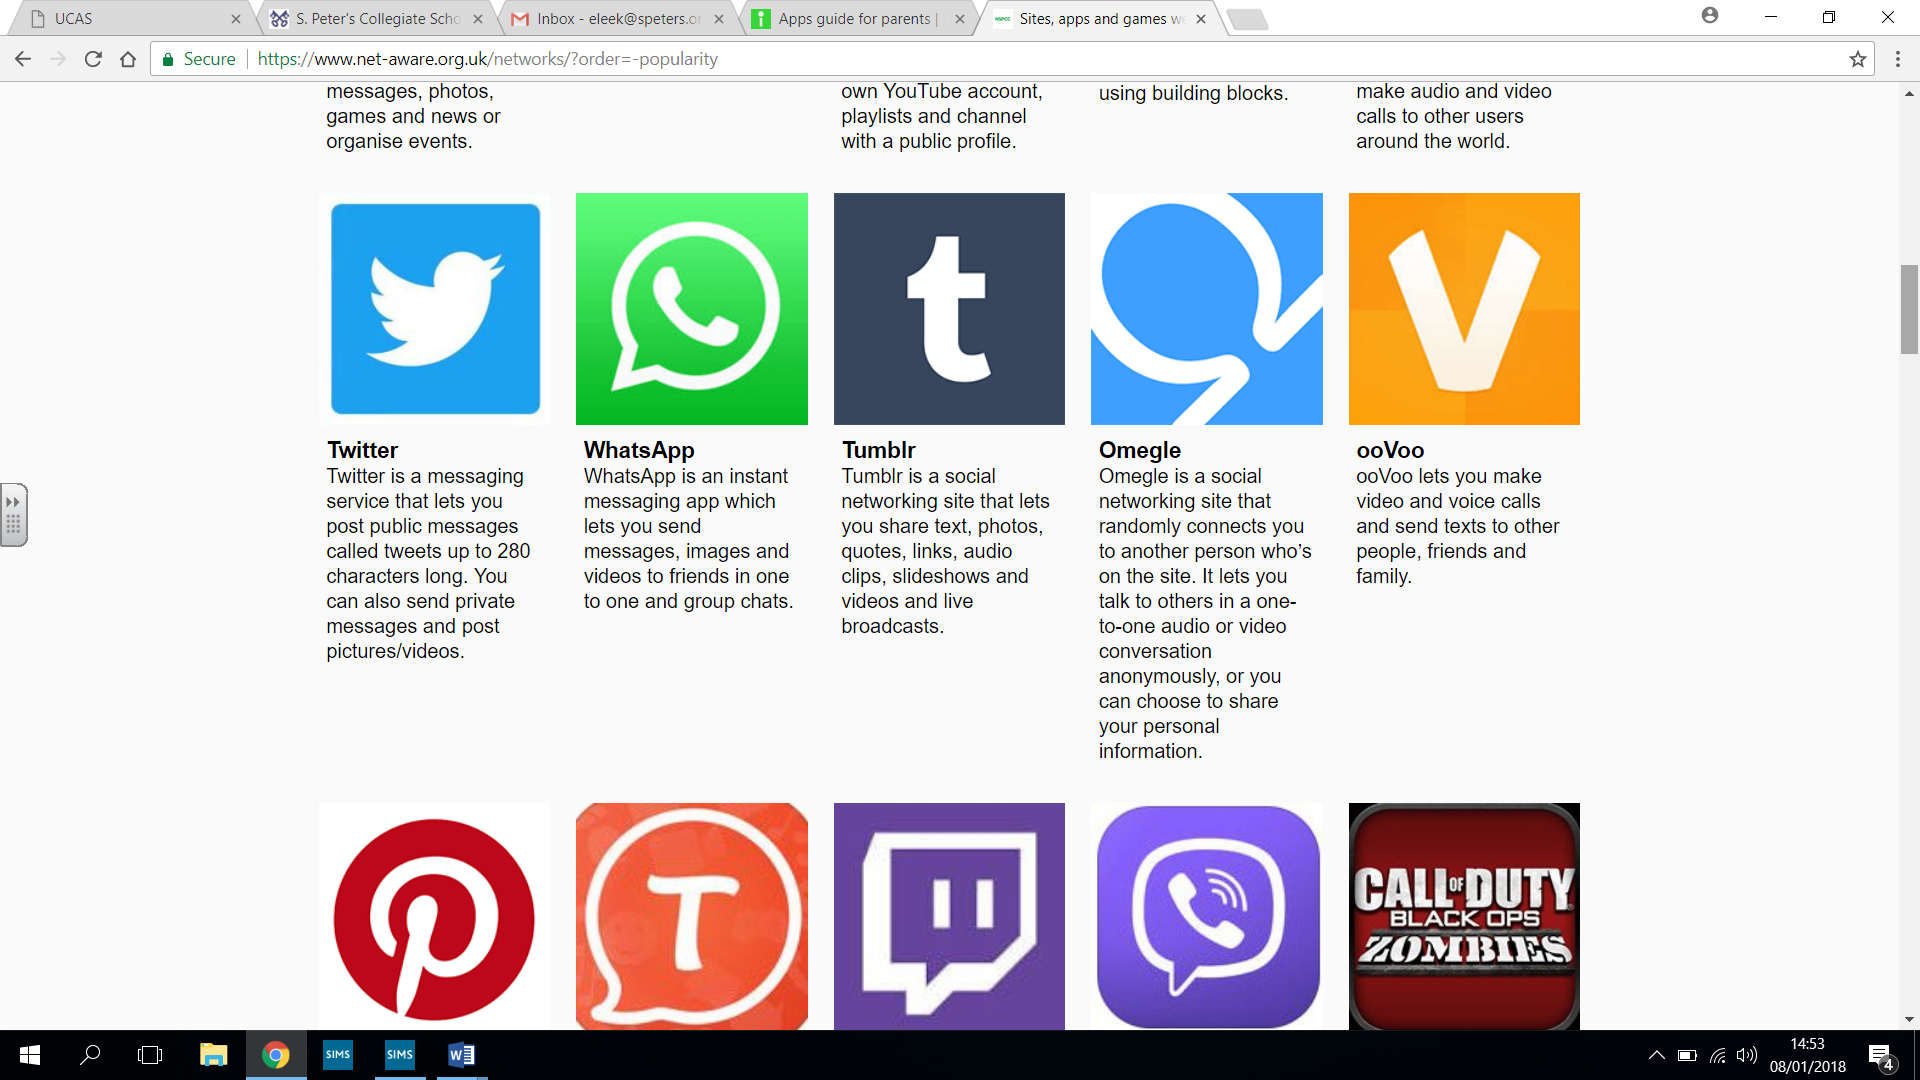 UCAS
S. Peter's Collegiate Scho
Inbox - eleek@speters.or
Apps guide for parents |
Sites, apps and games we
Secure
https://www.net-aware.org.uk/networks/?order=-popularity
messages, photos,
games and news or
organise events.
own YouTube account,
playlists and channel
with a public profile.
using building blocks.
make audio and video
calls to other users
around the world.
Twitter
Twitter is a messaging
service that lets you
post public messages
called tweets up to 280
characters long. You
can also send private
messages and post
pictures/videos.
WhatsApp
WhatsApp is an instant
messaging app which
lets you send
messages, images and
videos to friends in one
to one and group chats.
Tumblr
Tumblr is a social
networking site that lets
you share text, photos,
quotes, links, audio
clips, slideshows and
videos and live
broadcasts.
Omegle
Omegle is a social
networking site that
randomly connects you
to another person who’s
on the site. It lets you
talk to others in a one-
to-one audio or video
conversation
anonymously, or you
can choose to share
your personal
information.
ooVoo
ooVoo lets you make
video and voice calls
and send texts to other
people, friends and
family.
CALL OF DUTY
BLACK OPS
ZOMBIES
SIMS
SIMS
14:53
08/01/2018
4